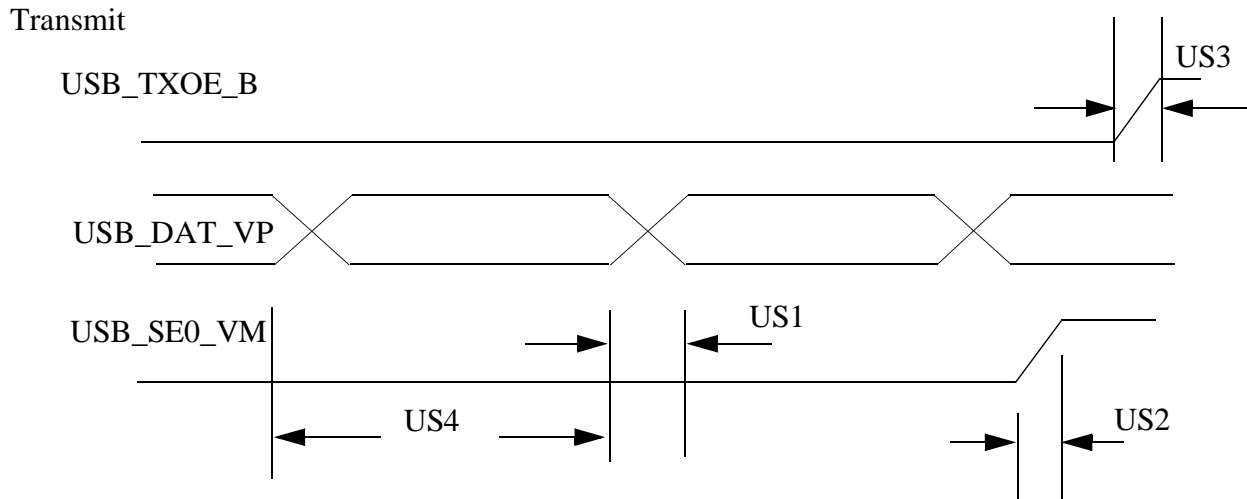 Transmit
US3
USB_TXOE_B
USB_DAT_VP
USB_SE0_VM
US1
US4
US2